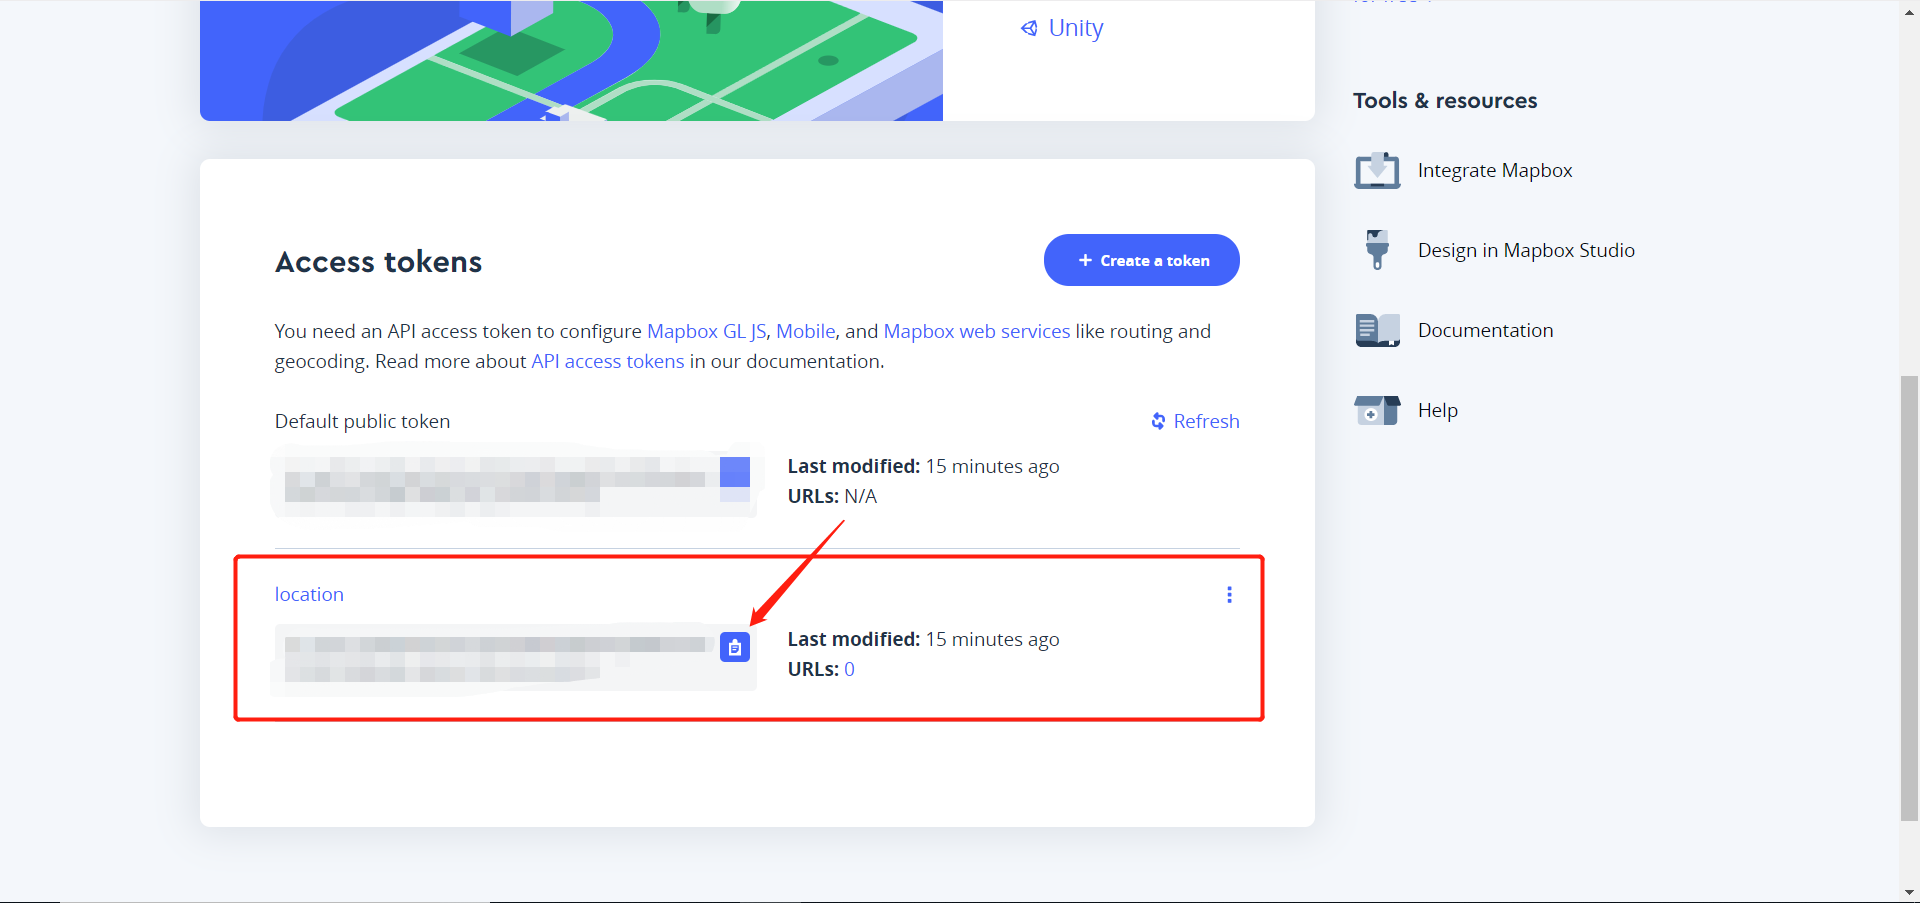 Unity
Tools & resources
Integrate Mapbox
Design in Mapbox Studio
Documentation
Help
Access tokens
+ Create a token
You need an API access token to configure Mapbox GL JS, Mobile, and Mapbox web services like routing and
geocoding. Read more about API access tokens in our documentation.
Default public token
Refresh
Last modified: 15 minutes ago
URLs: N/A
location
Last modified: 15 minutes ago
URLs: 0